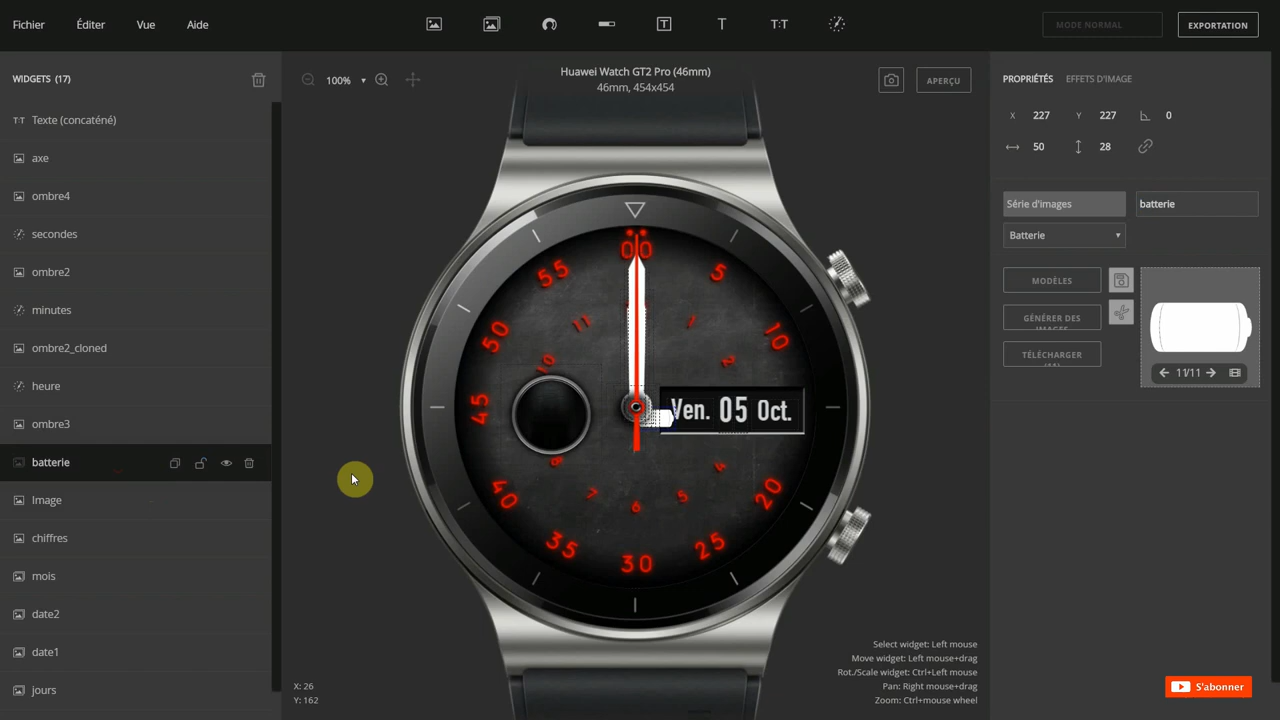 Fichier Éditer Vue Aide
MODE NORMAL EXPORTATION
WIDGETS (17)
Texte (concaténé)
axe
ombre4
secondes
ombre2
minutes
ombre2_cloned
heure
ombre3
batterie
Image
chiffres
mois
date2
date1
jours
100%
Huawei Watch GT2 Pro (46mm)
46mm, 454x454
APERÇU
00
5
10
20
25
30
35
40
45
50
55
11
1
10
2
4
5
6
7
8
Ven. 05 Oct.
X: 26
Y: 162
Select widget: Left mouse
Move widget: Left mouse+drag
Rot./Scale widget: Ctrl+Left mouse
Pan: Right mouse+drag
Zoom: Ctrl+mouse wheel
PROPRIÉTÉS EFFETS D'IMAGE
X 227 Y 227 0
50 28
Série d'images batterie
Batterie
MODÈLES
GÉNÉRER DES
TÉLÉCHARGER
11/11
S'abonner